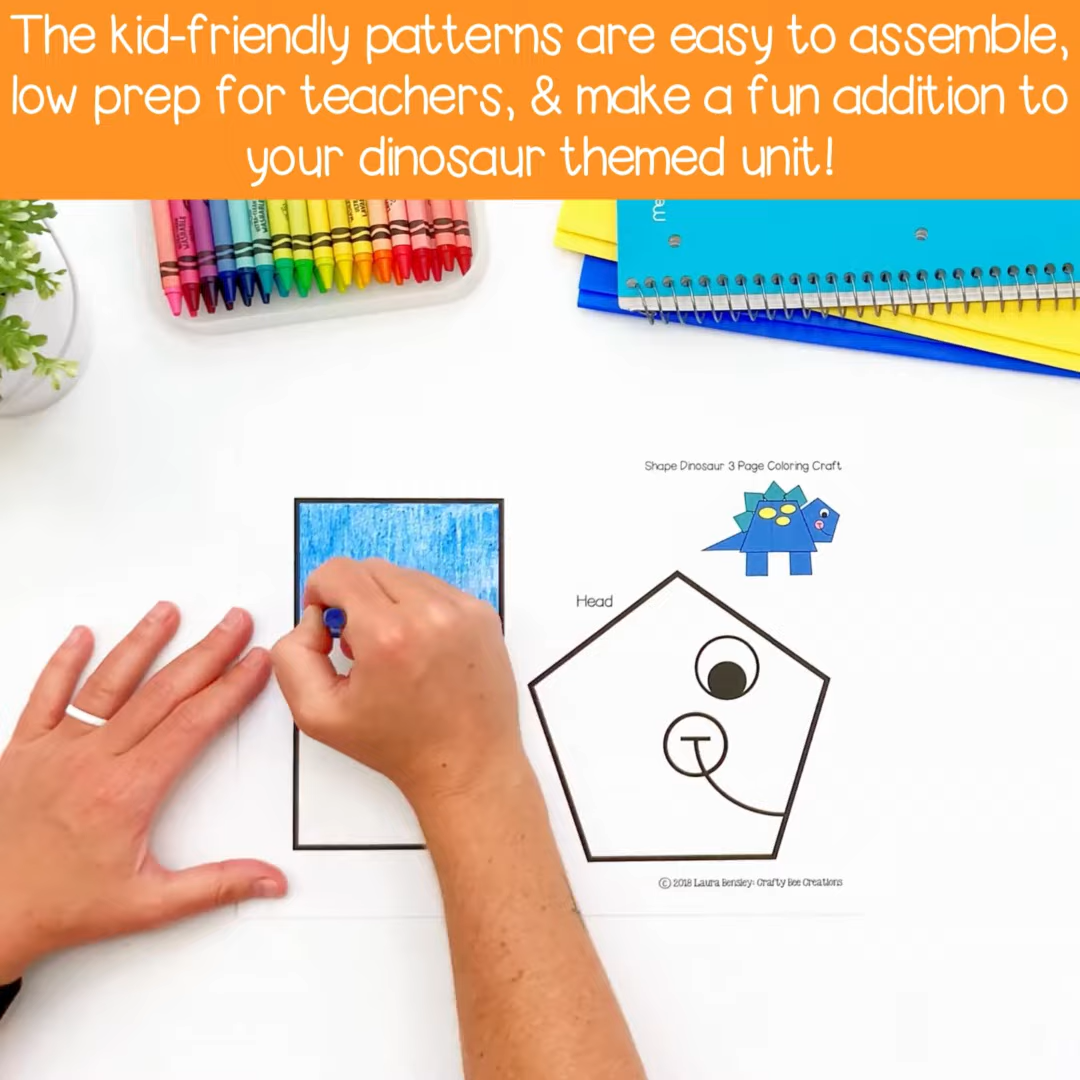 The kid-friendly patterns are easy to assemble,
low prep for teachers, & make a fun addition to
your dinosaur themed unit!
me
Shape Dinosaur 3 Page Coloring Craft
Head
© 2018 Laura Bensley: Crafty Bee Creations